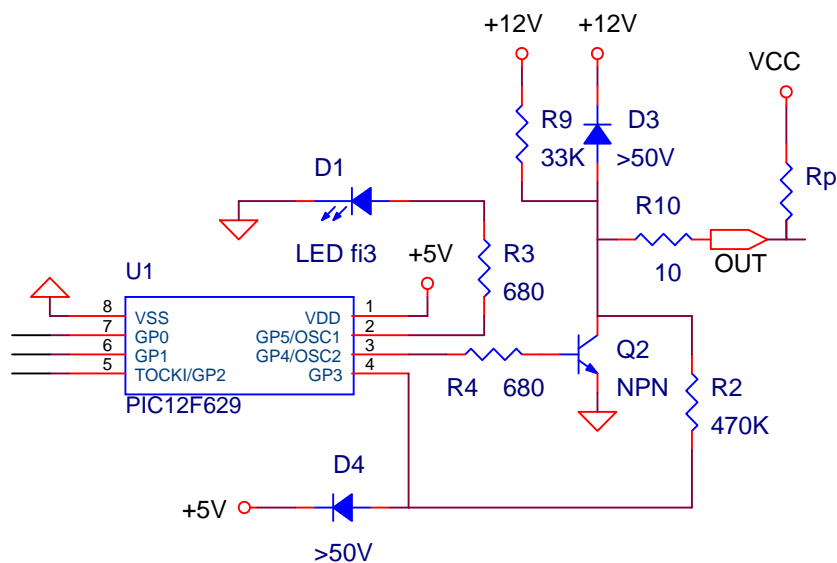 +12V
+12V
VCC
R9
33K
D3
>50V
Rp
D1
LED fi3
+5V
R3
680
R10
10
OUT
U1
8
VSS
VDD
1
7
GP0
GP5/OSC1
2
6
GP1
GP4/OSC2
3
5
TOCKI/GP2
GP3
4
PIC12F629
R4
680
Q2
NPN
R2
470K
D4
+5V
>50V